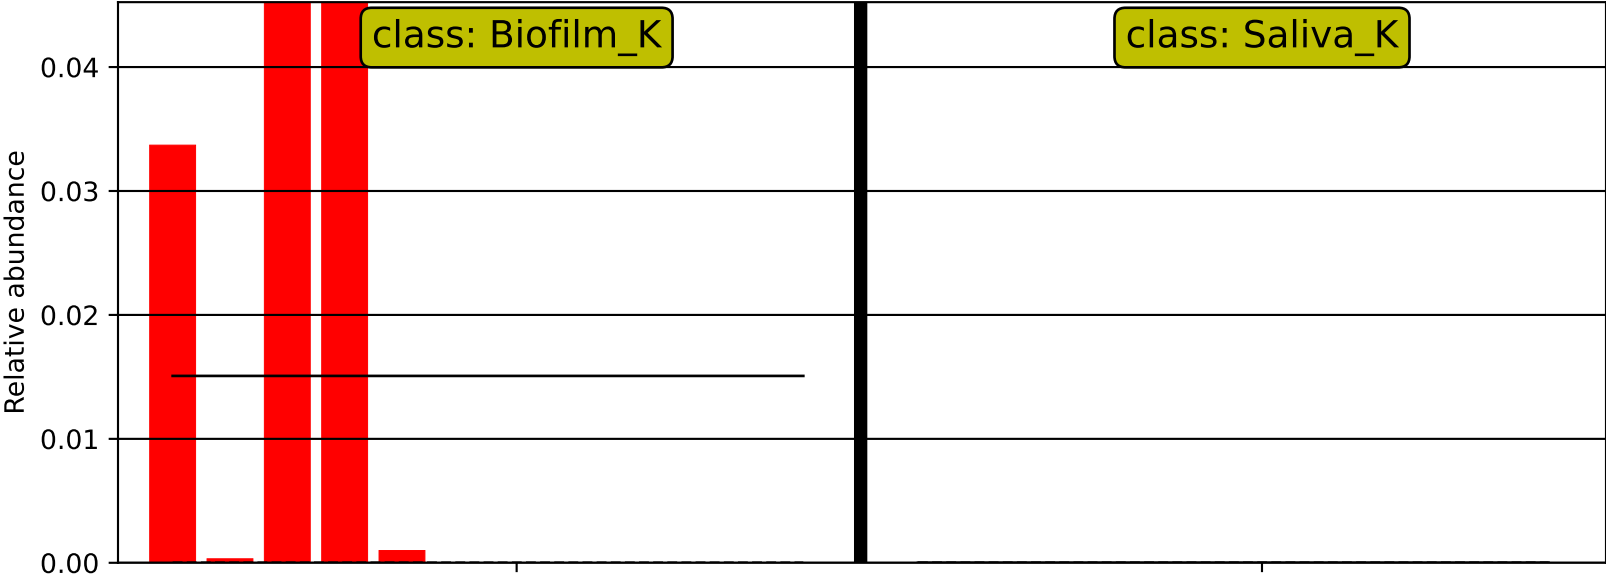 class: Biofilm_K
class: Saliva_K
Relative abundance
0.04
0.03
0.02
0.01
0.00